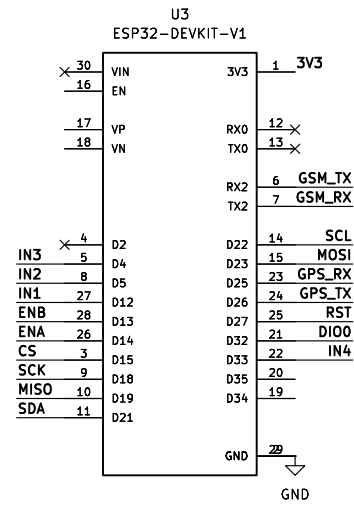 U3
ESP32-DEVKIT-V1
30 VIN 3V3 1 3V3
16 EN
17 VP RX0 12
18 VN TX0 13
RX2 6 GSM_TX
TX2 7 GSM_RX
4 D2 D22 14 SCL
IN3 5 D4 D23 15 MOSI
IN2 8 D5 D25 23 GPS_RX
IN1 27 D12 D26 24 GPS_TX
ENB 28 D13 D27 25 RST
ENA 26 D14 D32 21 DIO0
CS 3 D15 D33 22 IN4
SCK 9 D18 D35 20
MISO 10 D19 D34 19
SDA 11 D21
GND
GND